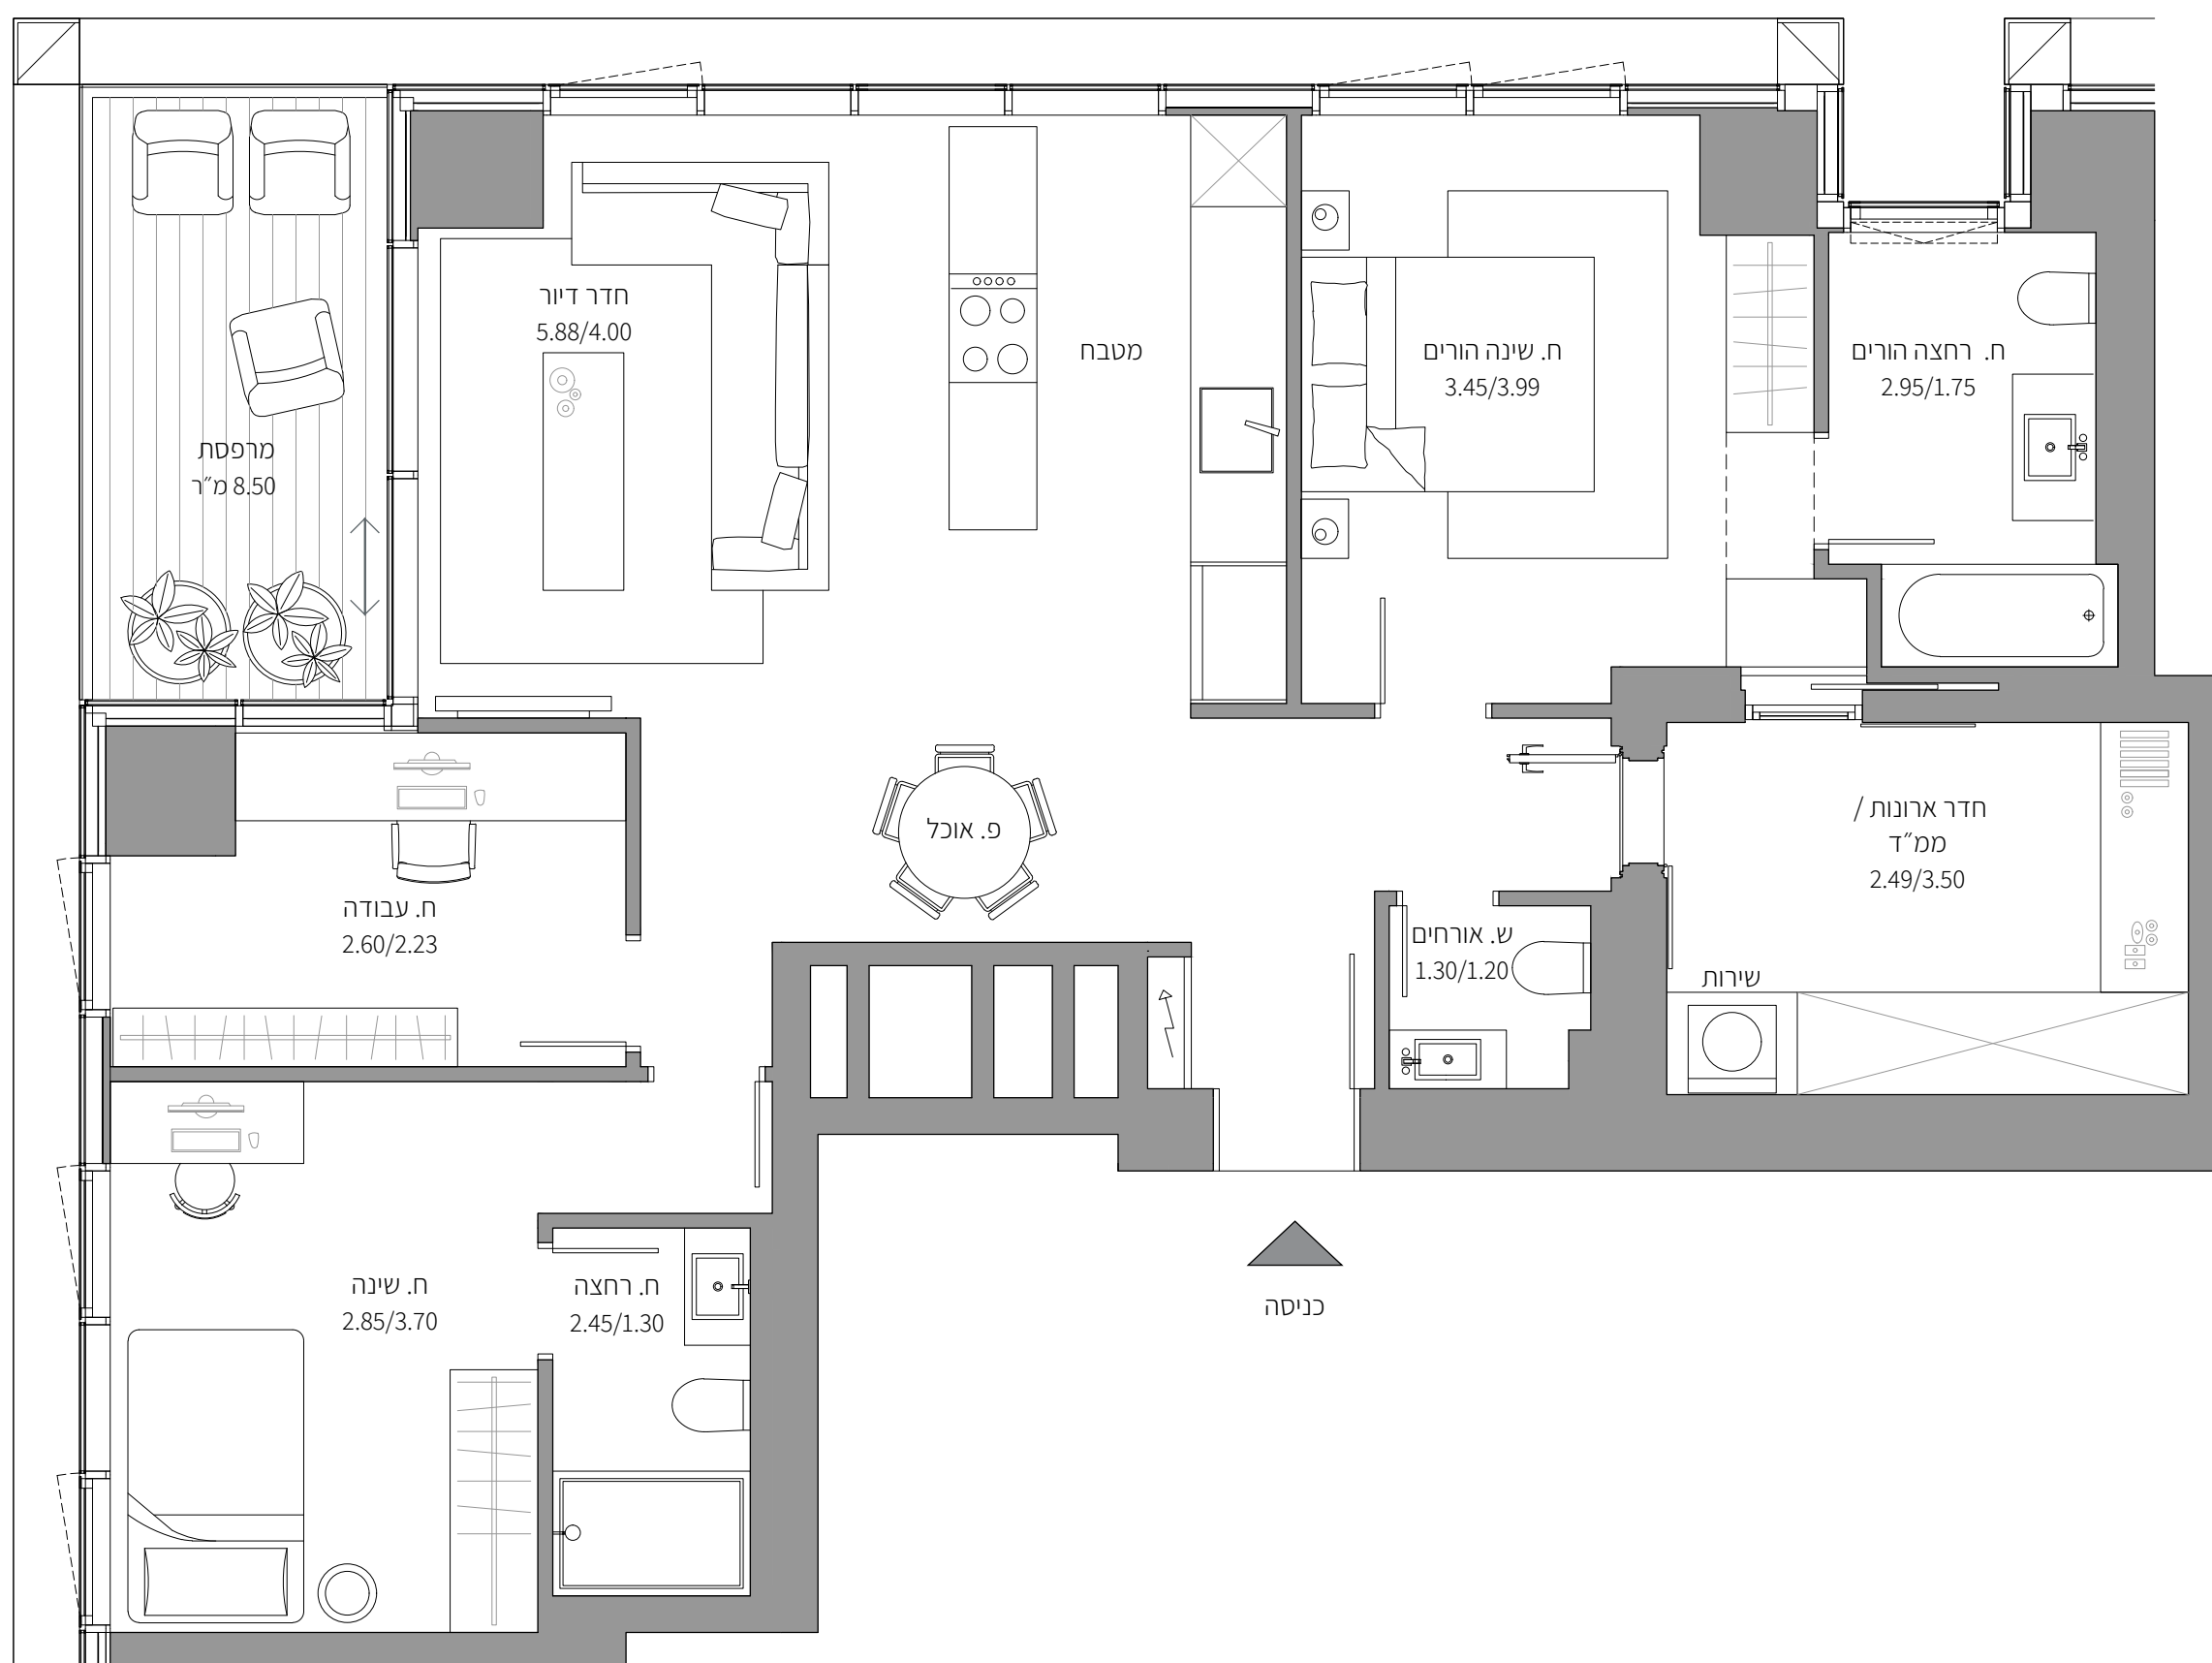 חדר דיור
5.88/4.00
מטבח
ח. שינה הורים
3.45/3.99
ח. רחצה הורים
2.95/1.75
מרפסת
8.50 מ״ר
פ. אוכל
חדר ארונות /
ממ״ד
2.49/3.50
ח. עבודה
2.60/2.23
ש. אורחים
1.30/1.20
שירות
ח. שינה
2.85/3.70
ח. רחצה
2.45/1.30
כניסה